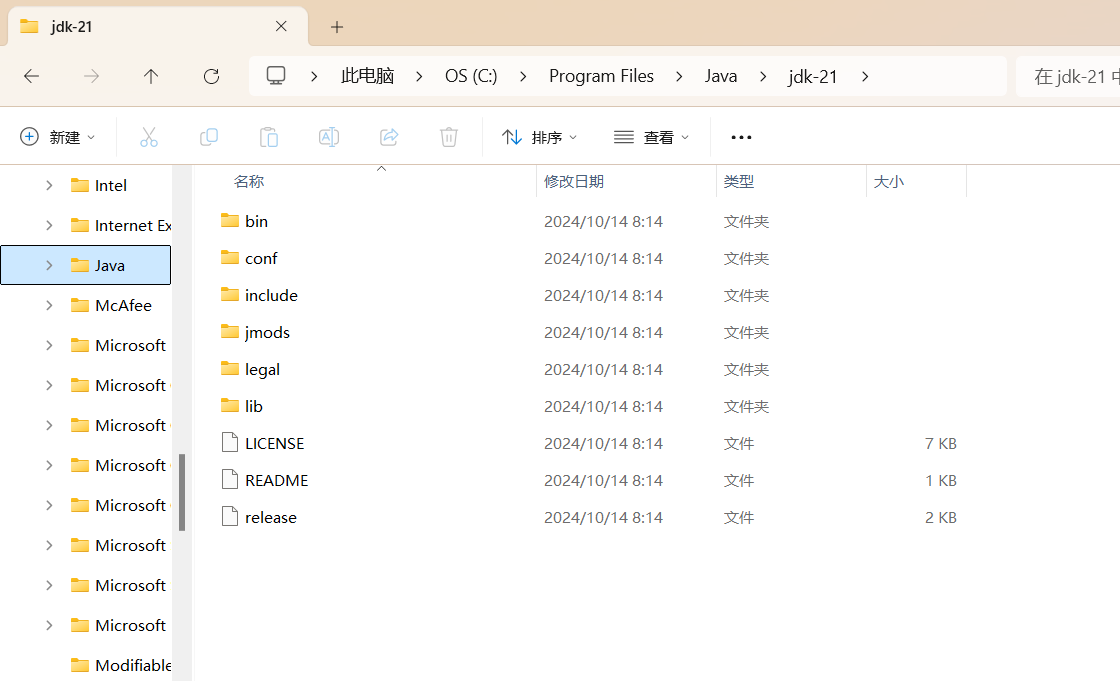 jdk-21
此电脑 OS (C:) Program Files Java jdk-21
在 jdk-21 中
新建 排序 查看
名称 修改日期 类型 大小
Intel
Internet Ex
Java
McAfee
Microsoft
Microsoft
Microsoft
Microsoft
Microsoft
Microsoft
Microsoft
Microsoft
Modifiable
bin 2024/10/14 8:14 文件夹
conf 2024/10/14 8:14 文件夹
include 2024/10/14 8:14 文件夹
jmods 2024/10/14 8:14 文件夹
legal 2024/10/14 8:14 文件夹
lib 2024/10/14 8:14 文件夹
LICENSE 2024/10/14 8:14 文件 7 KB
README 2024/10/14 8:14 文件 1 KB
release 2024/10/14 8:14 文件 2 KB